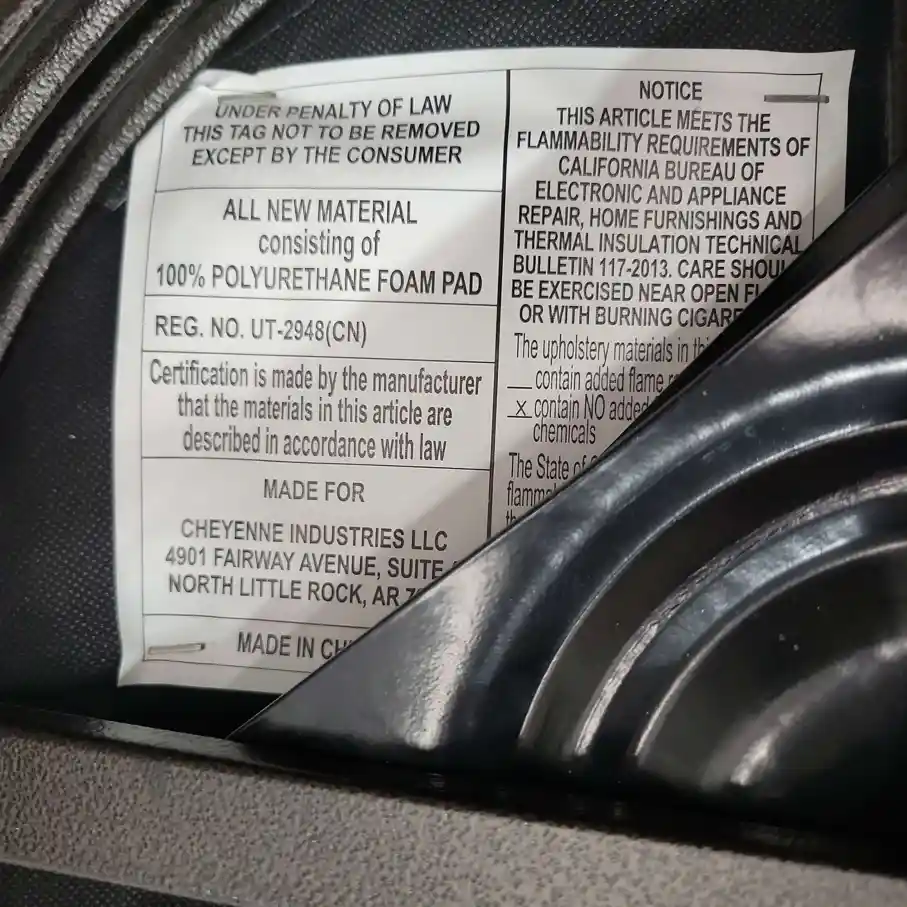 UNDER PENALTY OF LAW
THIS TAG NOT TO BE REMOVED
EXCEPT BY THE CONSUMER
ALL NEW MATERIAL
consisting of
100% POLYURETHANE FOAM PAD
REG. NO. UT-2948(CN)
Certification is made by the manufacturer
that the materials in this article are
described in accordance with law
MADE FOR
CHEYENNE INDUSTRIES LLC
4901 FAIRWAY AVENUE, SUITE
NORTH LITTLE ROCK, AR
MADE IN
NOTICE
THIS ARTICLE MEETS THE
FLAMMABILITY REQUIREMENTS OF
CALIFORNIA BUREAU OF
ELECTRONIC AND APPLIANCE
REPAIR, HOME FURNISHINGS AND
THERMAL INSULATION TECHNICAL
BULLETIN 117-2013. CARE
BE EXERCISED NEAR OPEN
OR WITH BURNING
The upholstery materials in
__ contain added flame
_X_ contain NO added
chemicals
The State of